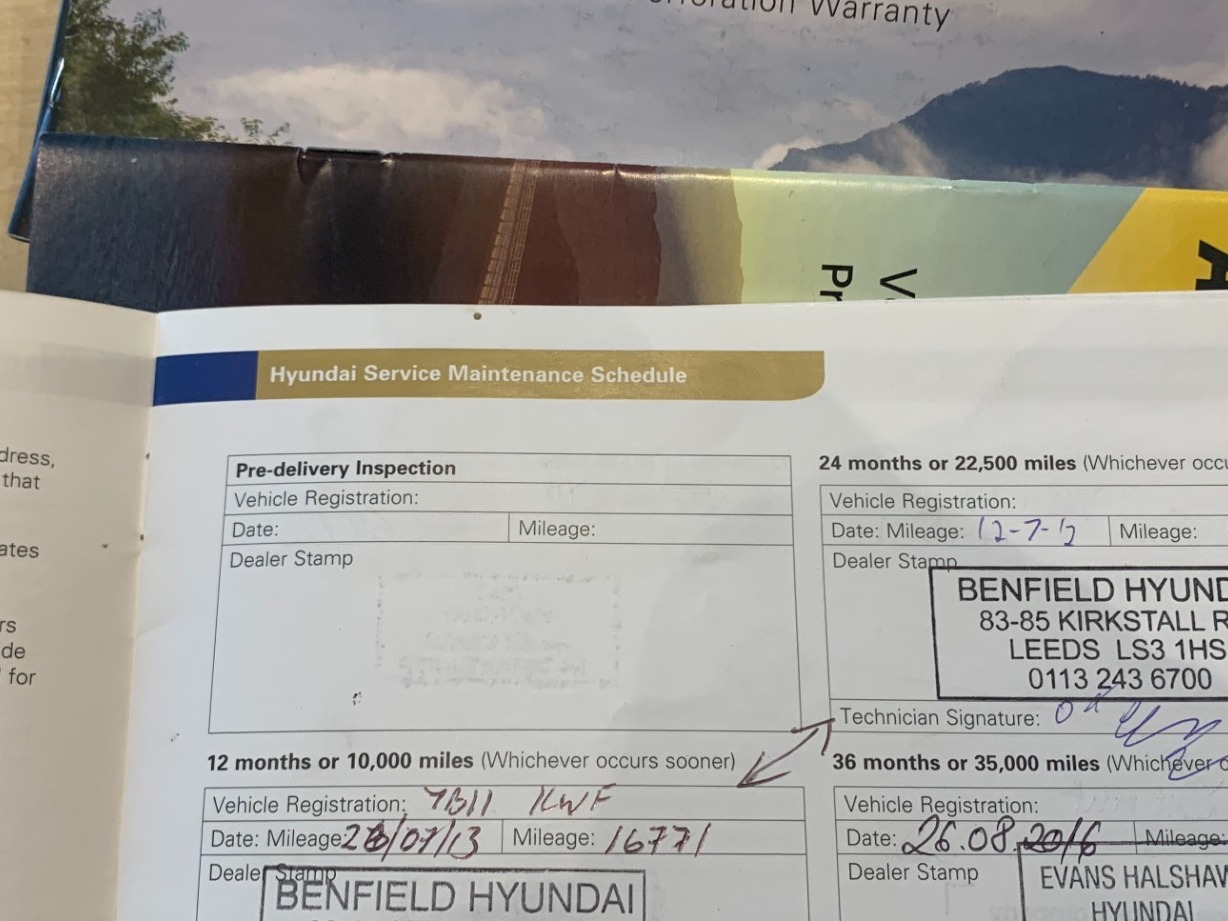 Warranty
Hyundai Service Maintenance Schedule
dress,
that
ates
rs
de
for
Pre-delivery Inspection
Vehicle Registration:
Date: Mileage:
Dealer Stamp
12 months or 10,000 miles (Whichever occurs sooner)
Vehicle Registration: YB11 KWF
Date: Mileage: 23/07/13 Mileage: 16771
Dealer Stamp
BENFIELD HYUNDAI
24 months or 22,500 miles (Whichever occu
Vehicle Registration:
Date: Mileage: 12-7-12 Mileage:
Dealer Stamp
BENFIELD HYUND
83-85 KIRKSTALL R
LEEDS LS3 1HS
0113 243 6700
Technician Signature:
36 months or 35,000 miles (Whichever o
Vehicle Registration:
Date: 26.08.2016 Mileage:
Dealer Stamp
EVANS HALSHAW
HYUNDAI